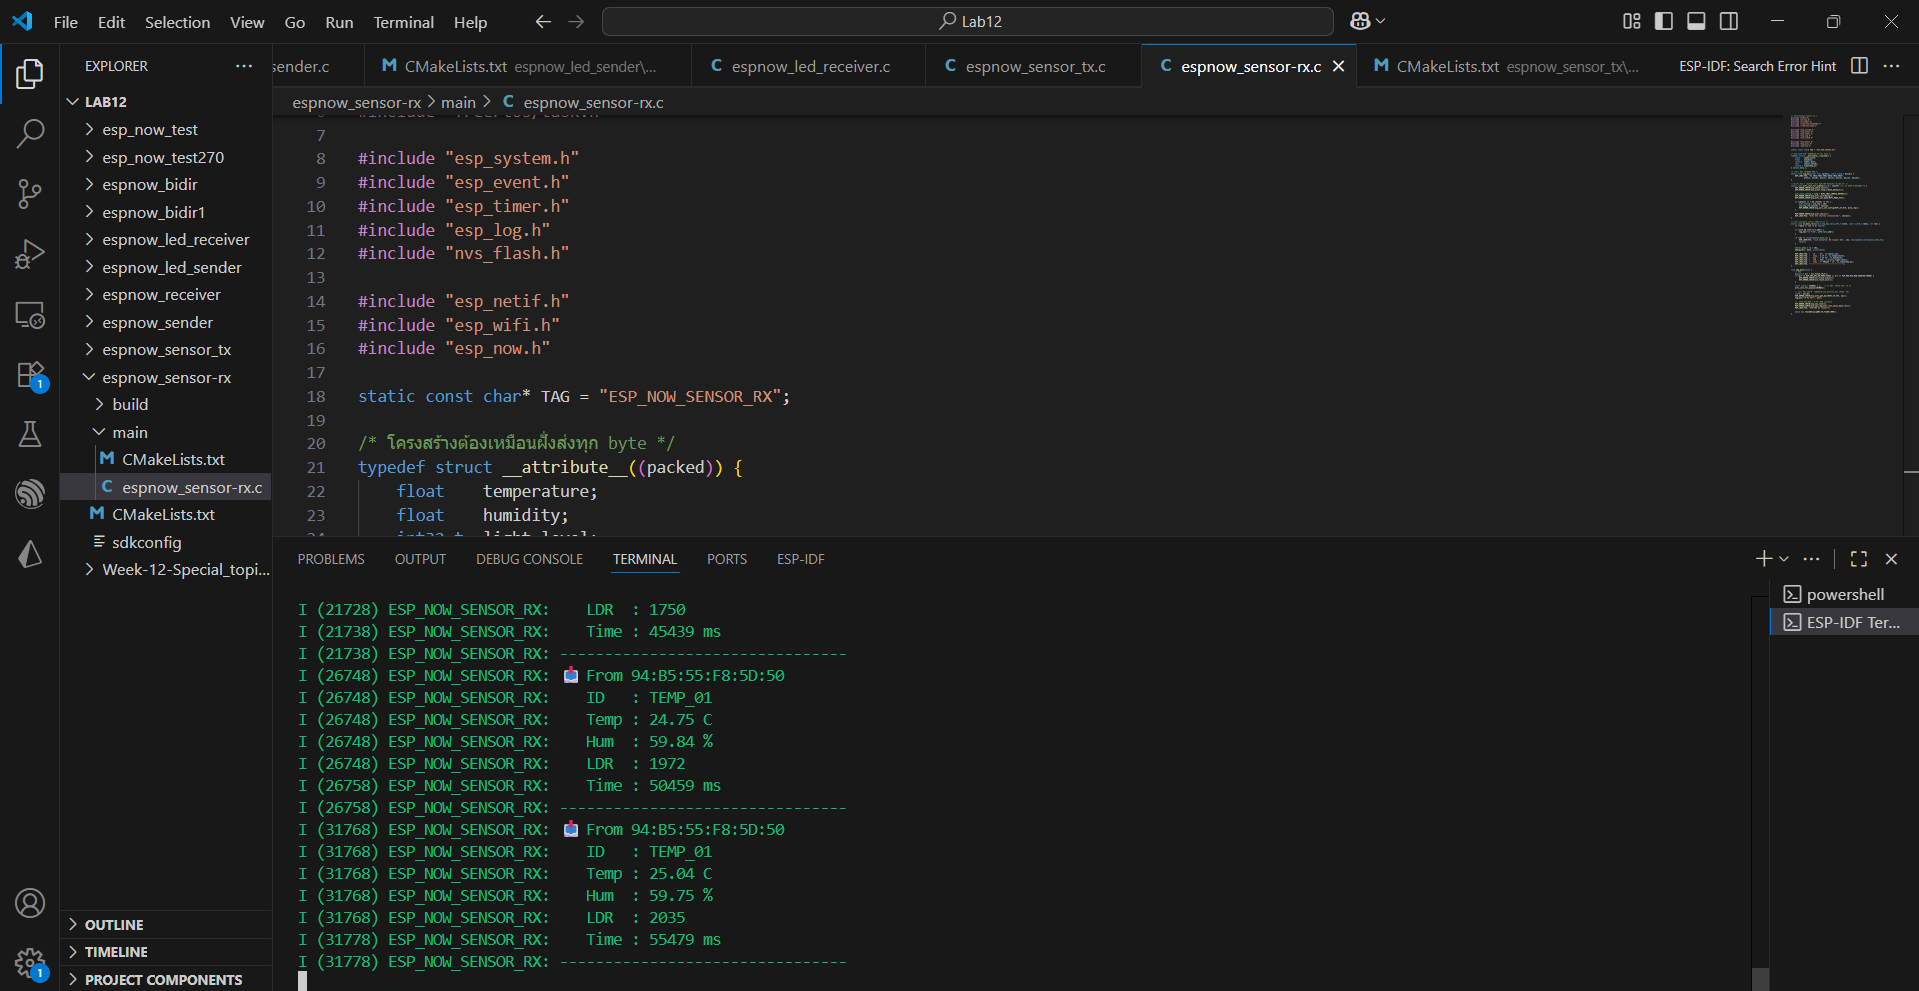 File Edit Selection View Go Run Terminal Help
Lab12
EXPLORER
sender.c
CMakeLists.txt espnow_led_sender\...
espnow_led_receiver.c
espnow_sensor_tx.c
espnow_sensor-rx.c
CMakeLists.txt espnow_sensor_tx\...
ESP-IDF: Search Error Hint
espnow_sensor-rx > main > C espnow_sensor-rx.c
LAB12
esp_now_test
esp_now_test270
espnow_bidir
espnow_bidir1
espnow_led_receiver
espnow_led_sender
espnow_receiver
espnow_sender
espnow_sensor_tx
espnow_sensor-rx
build
main
CMakeLists.txt
espnow_sensor-rx.c
CMakeLists.txt
sdkconfig
Week-12-Special_topi...
OUTLINE
TIMELINE
PROJECT COMPONENTS
1
1
7
8 #include "esp_system.h"
9 #include "esp_event.h"
10 #include "esp_timer.h"
11 #include "esp_log.h"
12 #include "nvs_flash.h"
13
14 #include "esp_netif.h"
15 #include "esp_wifi.h"
16 #include "esp_now.h"
17
18 static const char* TAG = "ESP_NOW_SENSOR_RX";
19
20 /* โครงสร้างต้องเหมือนฝั่งส่งทุก byte */
21 typedef struct __attribute__((packed)) {
22 float temperature;
23 float humidity;
PROBLEMS OUTPUT DEBUG CONSOLE TERMINAL PORTS ESP-IDF
powershell
ESP-IDF Ter...
I (21728) ESP_NOW_SENSOR_RX: LDR : 1750
I (21738) ESP_NOW_SENSOR_RX: Time : 45439 ms
I (21738) ESP_NOW_SENSOR_RX: --------------------------------
I (26748) ESP_NOW_SENSOR_RX: 📥 From 94:B5:55:F8:5D:50
I (26748) ESP_NOW_SENSOR_RX: ID : TEMP_01
I (26748) ESP_NOW_SENSOR_RX: Temp : 24.75 C
I (26748) ESP_NOW_SENSOR_RX: Hum : 59.84 %
I (26748) ESP_NOW_SENSOR_RX: LDR : 1972
I (26758) ESP_NOW_SENSOR_RX: Time : 50459 ms
I (26758) ESP_NOW_SENSOR_RX: --------------------------------
I (31768) ESP_NOW_SENSOR_RX: 📥 From 94:B5:55:F8:5D:50
I (31768) ESP_NOW_SENSOR_RX: ID : TEMP_01
I (31768) ESP_NOW_SENSOR_RX: Temp : 25.04 C
I (31768) ESP_NOW_SENSOR_RX: Hum : 59.75 %
I (31768) ESP_NOW_SENSOR_RX: LDR : 2035
I (31778) ESP_NOW_SENSOR_RX: Time : 55479 ms
I (31778) ESP_NOW_SENSOR_RX: --------------------------------